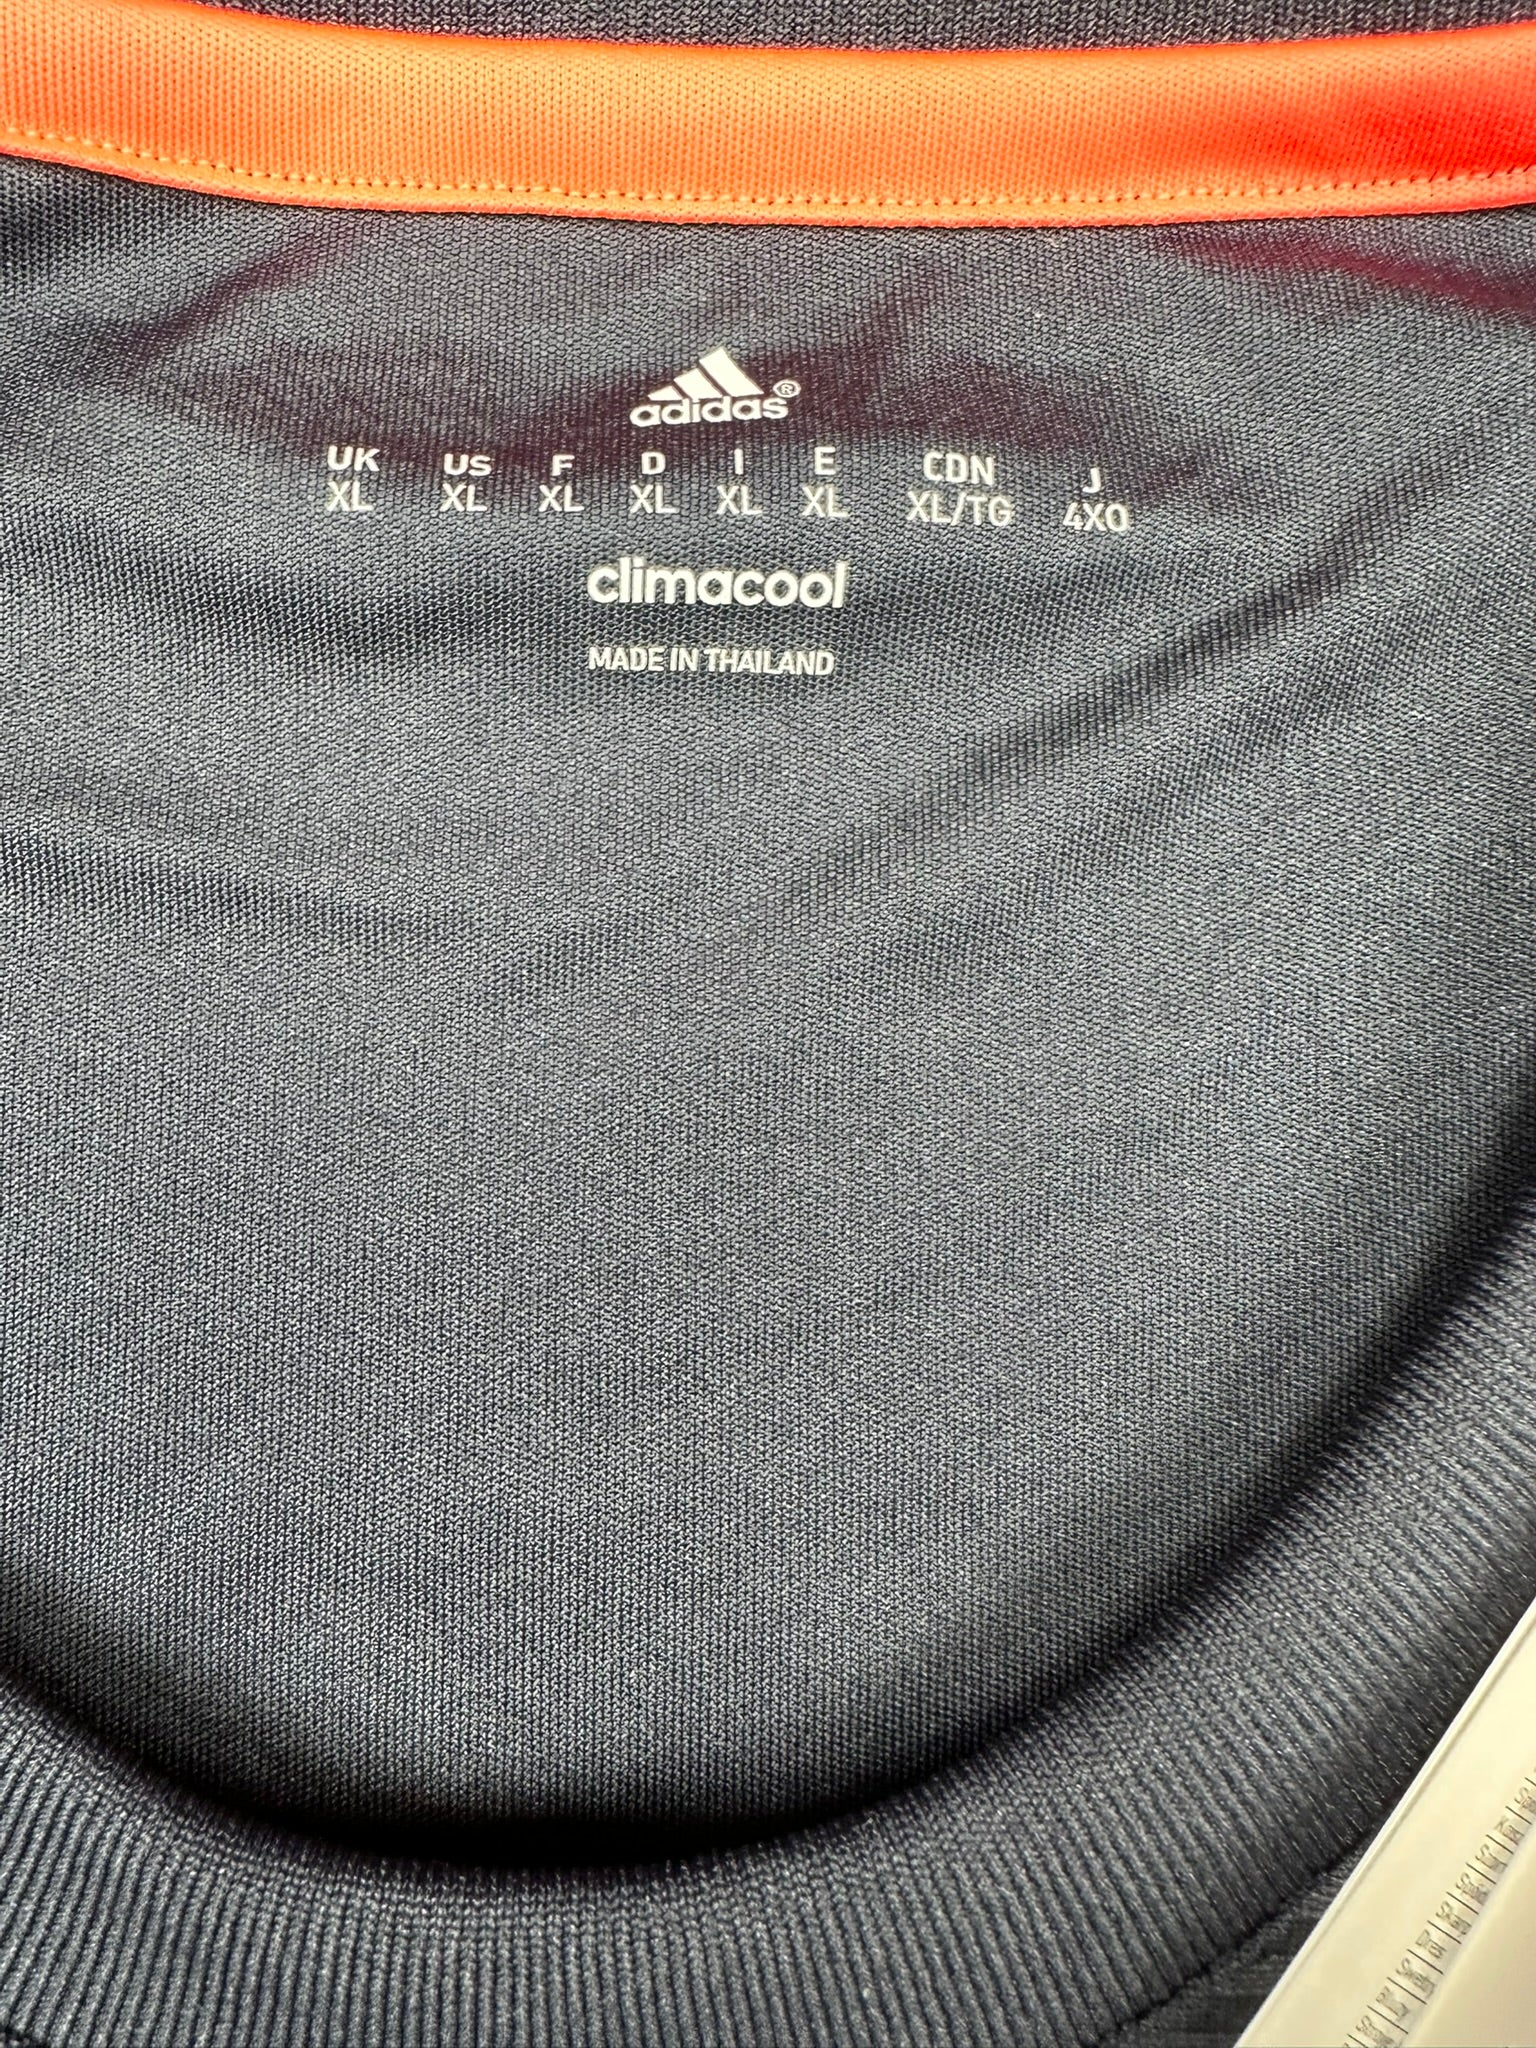 adidas®
UK US F D I E CDN J
XL XL XL XL XL XL XL/TG 4XO
climacool
MADE IN THAILAND